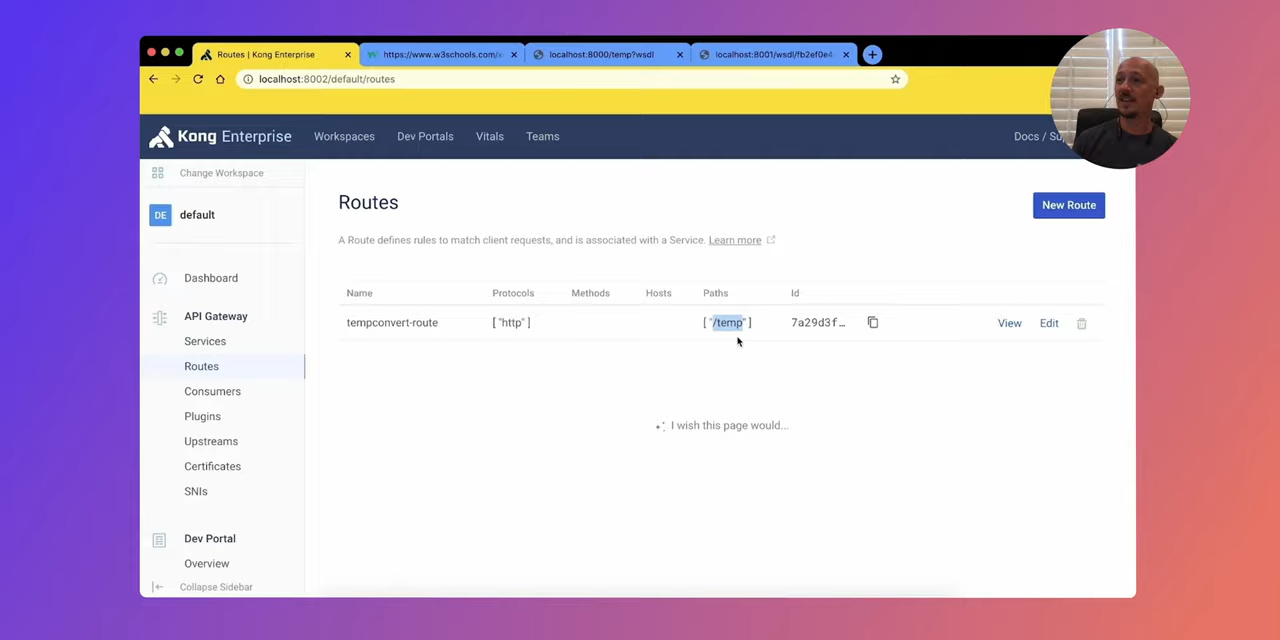 Routes | Kong Enterprise
https://www.w3schools.com/
localhost:8000/temp?wsdl
localhost:8001/wsdl/fb2ef0e4
localhost:8002/default/routes
Kong Enterprise Workspaces Dev Portals Vitals Teams Docs /
Change Workspace
DE default
Dashboard
API Gateway
Services
Routes
Consumers
Plugins
Upstreams
Certificates
SNIs
Dev Portal
Overview
Collapse Sidebar
Routes
New Route
A Route defines rules to match client requests, and is associated with a Service. Learn more
Name Protocols Methods Hosts Paths Id
tempconvert-route [ "http" ] [ "/temp" ] 7a29d3f... View Edit
I wish this page would...